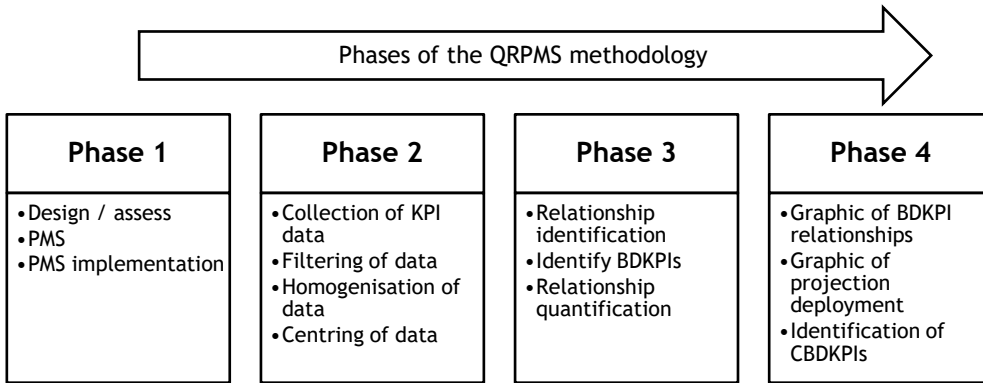 Phases of the QRPMS methodology
Phase 1
•Design / assess
•PMS
•PMS implementation
Phase 2
•Collection of KPI
data
•Filtering of data
•Homogenisation of
data
•Centring of data
Phase 3
•Relationship
identification
•Identify BDKPIs
•Relationship
quantification
Phase 4
•Graphic of BDKPI
relationships
•Graphic of
projection
deployment
•Identification of
CBDKPIs